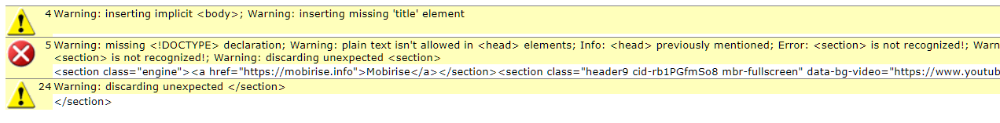 4 Warning: inserting implicit <body>; Warning: inserting missing 'title' element
5 Warning: missing <!DOCTYPE> declaration; Warning: plain text isn't allowed in <head> elements; Info: <head> previously mentioned; Error: <section> is not recognized!; Warn
<section> is not recognized!; Warning: discarding unexpected <section>
<section class="engine"><a href="https://mobirise.info">Mobirise</a></section><section class="header9 cid-rb1PGfmSo8 mbr-fullscreen" data-bg-video="https://www.youtub
24 Warning: discarding unexpected </section>
</section>